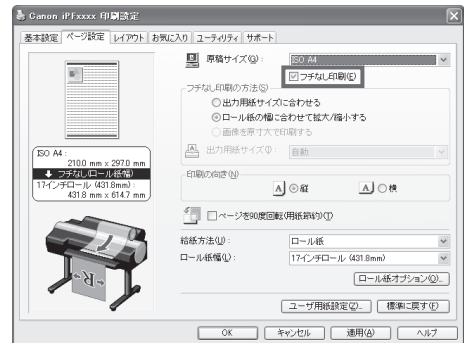 Canon iPFxxxx 印刷設定
基本設定 ページ設定 レイアウト お気に入り ユーティリティ サポート
原稿サイズ(Q): ISO A4
フチなし印刷(E)
フチなし印刷の方法(S)
出力用紙サイズに合わせる
ロール紙の幅に合わせて拡大/縮小する
画像を原寸大で印刷する
出力用紙サイズ 自動
印刷の向き(N)
A 縦 A 横
ページを90度回転(用紙節約)(T)
給紙方法(U): ロール紙
ロール紙幅(L): 17インチロール (431.8mm)
ロール紙オプション(O)...
ユーザ用紙設定(Z)... 標準に戻す(F)
ISO A4 :
210.0 mm x 297.0 mm
フチなし(ロール紙幅)
17インチロール (431.8mm) :
431.8 mm x 614.7 mm
R
OK キャンセル 適用(A) ヘルプ